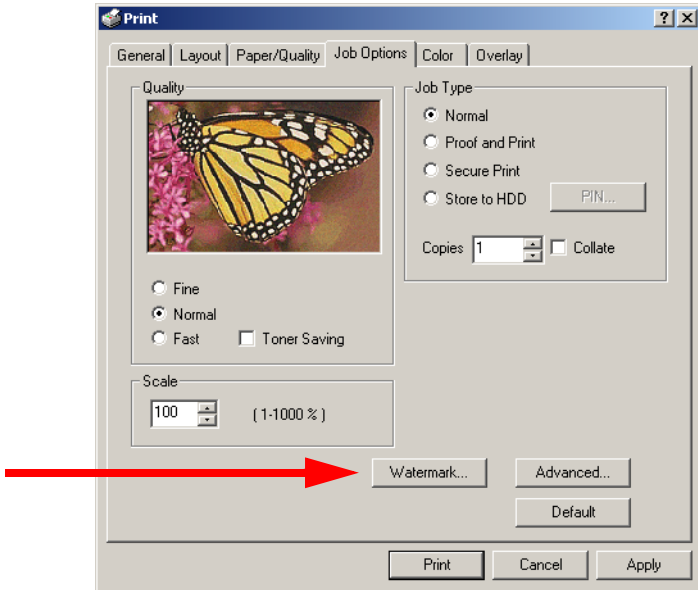 Print
General Layout Paper/Quality Job Options Color Overlay
Quality
Fine
Normal
Fast Toner Saving
Scale
100 (1-1000 %)
Job Type
Normal
Proof and Print
Secure Print
Store to HDD PIN...
Copies 1 Collate
Watermark... Advanced...
Default
Print Cancel Apply